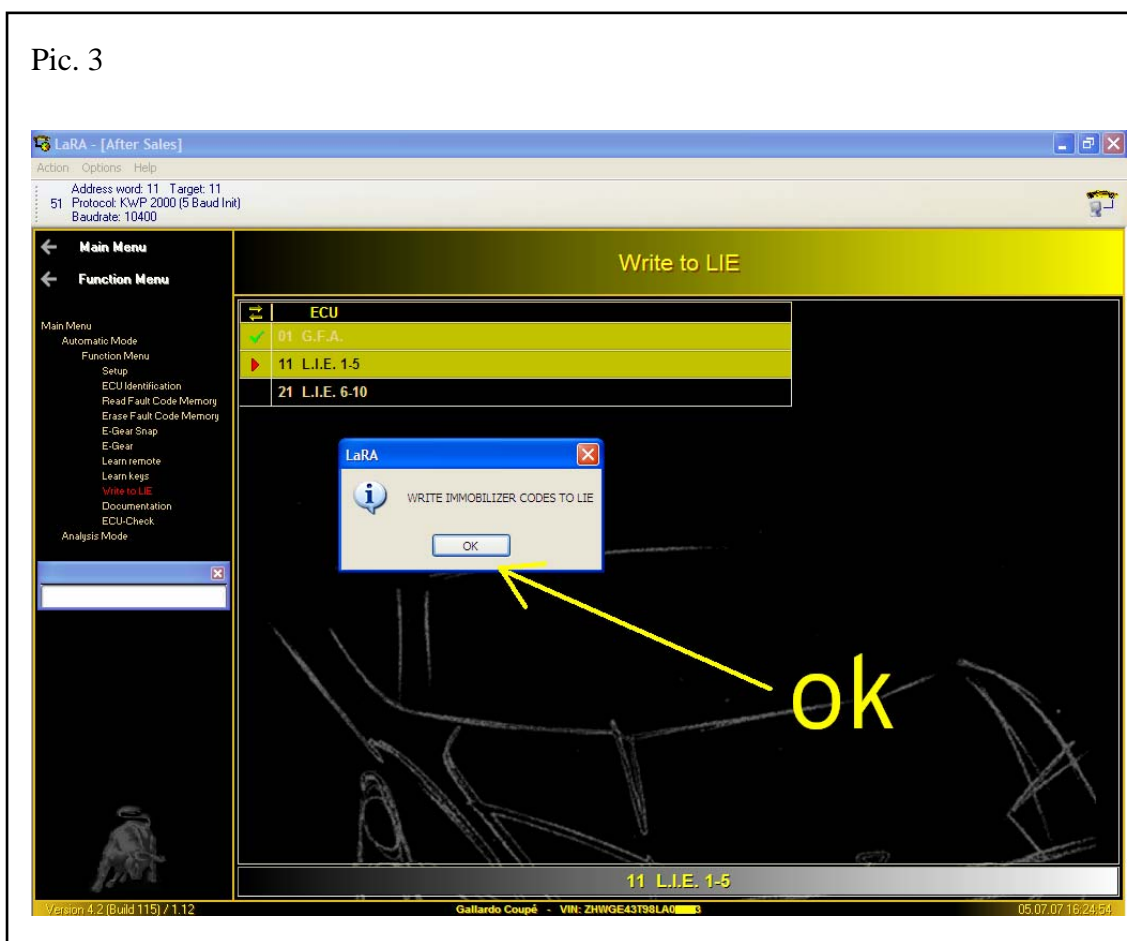 Pic. 3
LaRA - [After Sales]
Action Options Help
Address word: 11 Target: 11
51 Protocol: KWP 2000 (5 Baud Init)
Baudrate: 10400
Main Menu
Function Menu
Write to LIE
Main Menu
Automatic Mode
Function Menu
Setup
ECU Identification
Read Fault Code Memory
Erase Fault Code Memory
E-Gear Snap
E-Gear
Learn remote
Learn keys
Write to LIE
Documentation
ECU-Check
Analysis Mode
ECU
01 G.F.A.
11 L.I.E. 1-5
21 L.I.E. 6-10
LaRA
WRITE IMMOBILIZER CODES TO LIE
OK
ok
11 L.I.E. 1-5
Version 4.2 (Build 115) / 1.12
Gallardo Coupé - VIN: ZHWGE43T98LA0 3
05.07.07 16:24:54